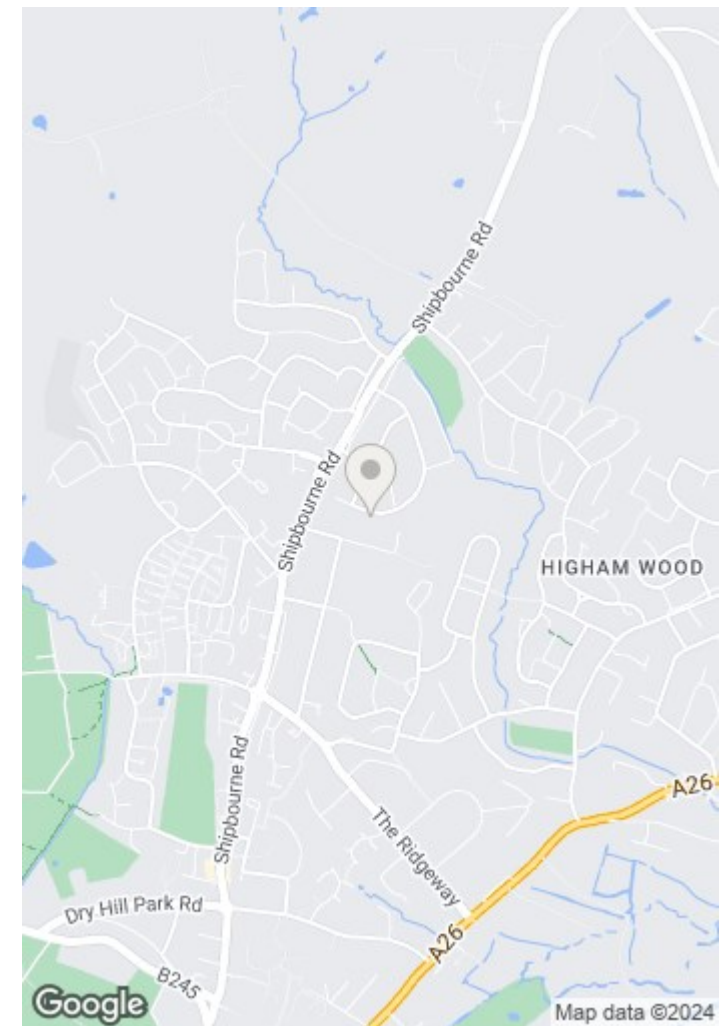 Shipbourne Rd
Shipbourne Rd
HIGHAM WOOD
Shipbourne Rd
A26
The Ridgeway
Dry Hill Park Rd
A26
B245
Google
Map data ©2024